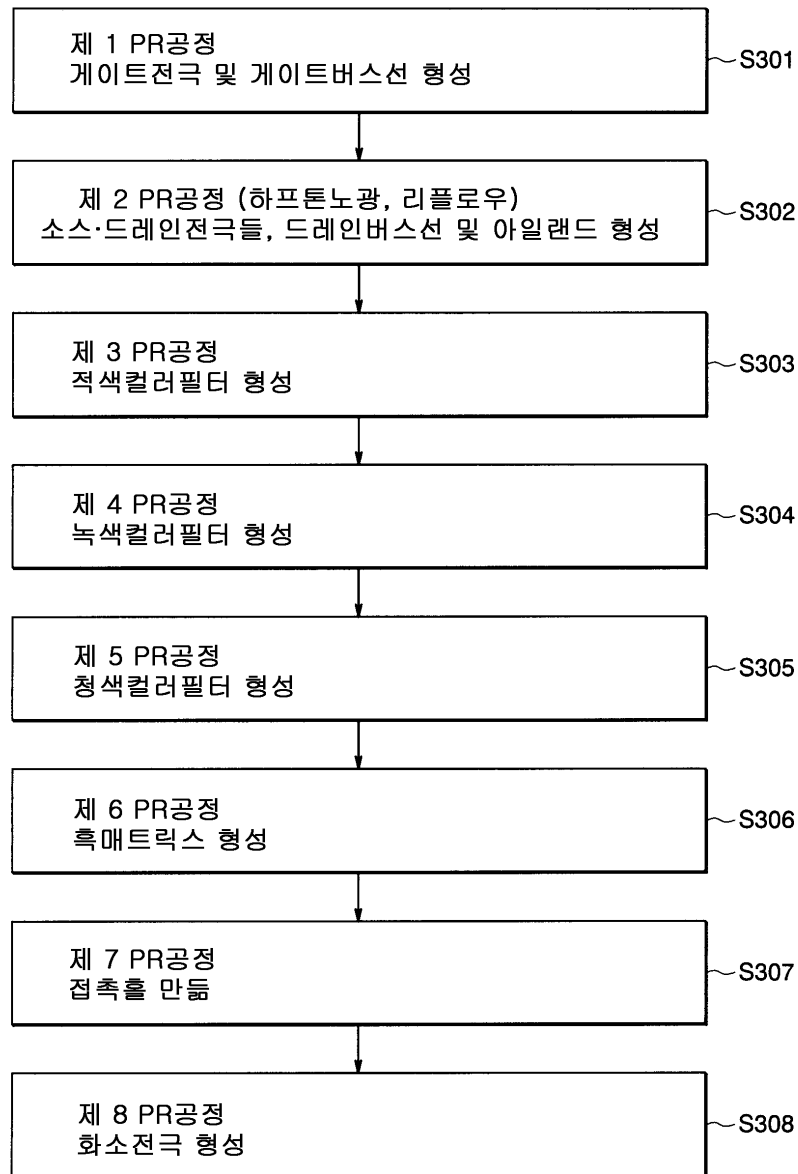 제 1 PR공정
게이트전극 및 게이트버스선 형성
S301
제 2 PR공정 (하프톤노광, 리플로우)
소스·드레인전극들, 드레인버스선 및 아일랜드 형성
S302
제 3 PR공정
적색컬러필터 형성
S303
제 4 PR공정
녹색컬러필터 형성
S304
제 5 PR공정
청색컬러필터 형성
S305
제 6 PR공정
흑매트릭스 형성
S306
제 7 PR공정
접촉홀 만듦
S307
제 8 PR공정
화소전극 형성
S308